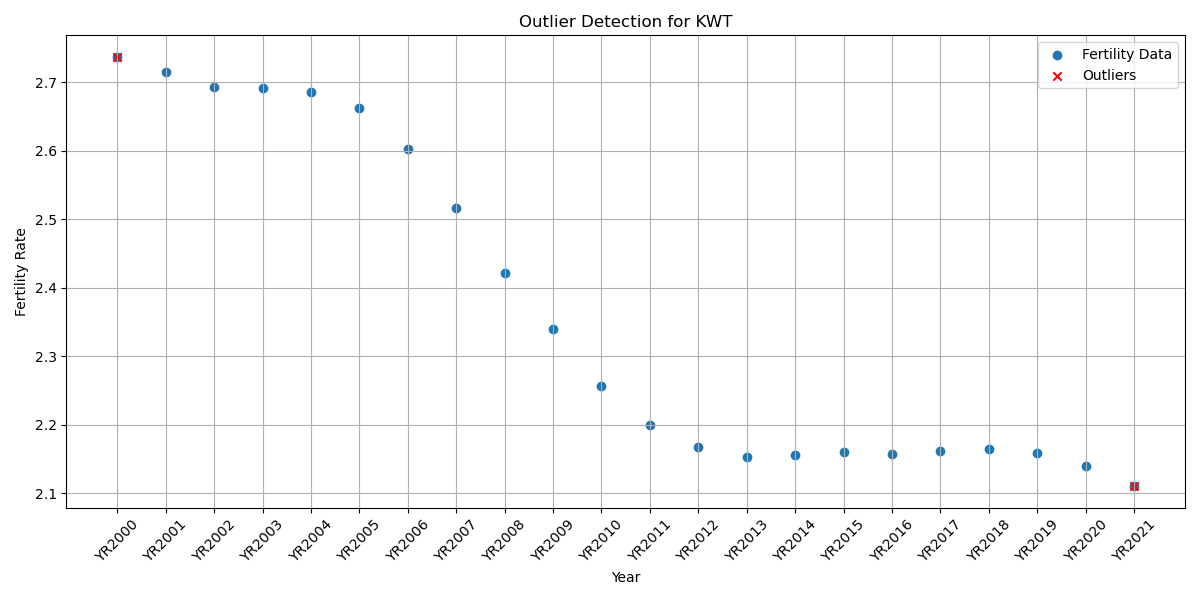 Outlier Detection for KWT
Fertility Data
Outliers
Fertility Rate
2.7
2.6
2.5
2.4
2.3
2.2
2.1
YR2000
YR2001
YR2002
YR2003
YR2004
YR2005
YR2006
YR2007
YR2008
YR2009
YR2010
YR2011
YR2012
YR2013
YR2014
YR2015
YR2016
YR2017
YR2018
YR2019
YR2020
YR2021
Year